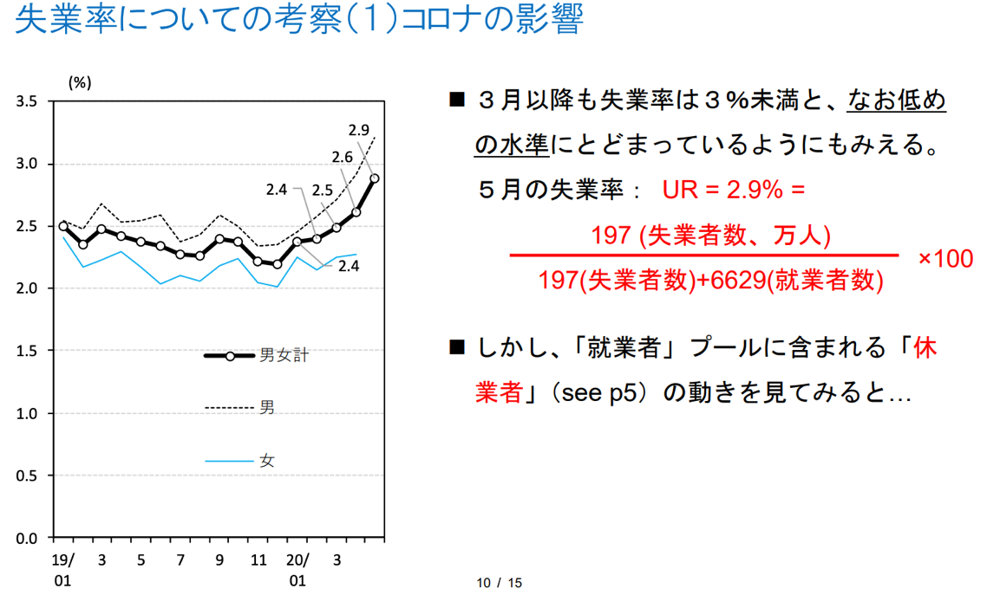 失業率についての考察(1)コロナの影響
(%)
3.5
3.0
2.5
2.0
1.5
1.0
0.5
0.0
2.9
2.6
2.4
2.5
2.4
男女計
男
女
19/
01
3
5
7
9
11
20/
01
3
■ 3月以降も失業率は3%未満と、なお低め
の水準にとどまっているようにもみえる。
5月の失業率: UR = 2.9% =
197 (失業者数、万人)
×100
197(失業者数)+6629(就業者数)
■ しかし、「就業者」プールに含まれる「休
業者」(see p5)の動きを見てみると…
10 / 15